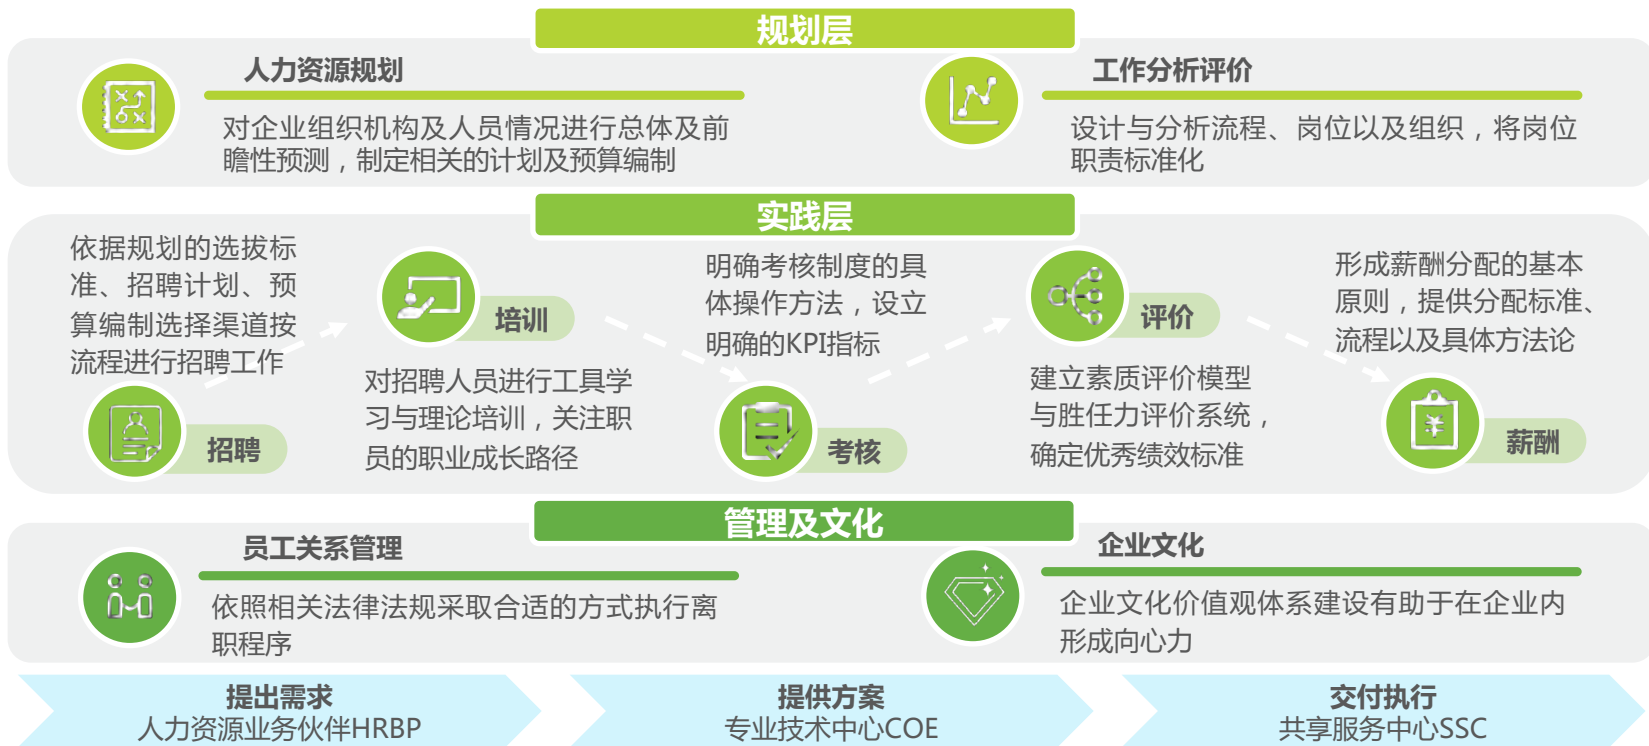 规划层
人力资源规划
对企业组织机构及人员情况进行总体及前
瞻性预测，制定相关的计划及预算编制
工作分析评价
设计与分析流程、岗位以及组织，将岗位
职责标准化
实践层
依据规划的选拔标
准、招聘计划、预
算编制选择渠道按
流程进行招聘工作
招聘
培训
对招聘人员进行工具学
习与理论培训，关注职
员的职业成长路径
明确考核制度的具
体操作方法，设立
明确的KPI指标
考核
评价
建立素质评价模型
与胜任力评价系统，
确定优秀绩效标准
形成薪酬分配的基本
原则，提供分配标准、
流程以及具体方法论
¥
薪酬
管理及文化
员工关系管理
依照相关法律法规采取合适的方式执行离
职程序
企业文化
企业文化价值观体系建设有助于在企业内
形成向心力
提出需求
人力资源业务伙伴HRBP
提供方案
专业技术中心COE
交付执行
共享服务中心SSC